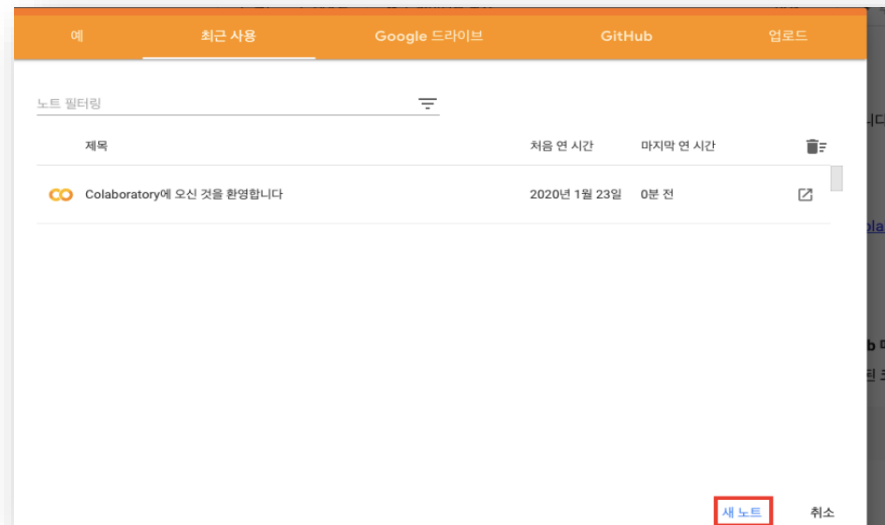 예 최근 사용 Google 드라이브 GitHub 업로드
노트 필터링
제목 처음 연 시간 마지막 연 시간
Colaboratory에 오신 것을 환영합니다 2020년 1월 23일 0분 전
새 노트 취소